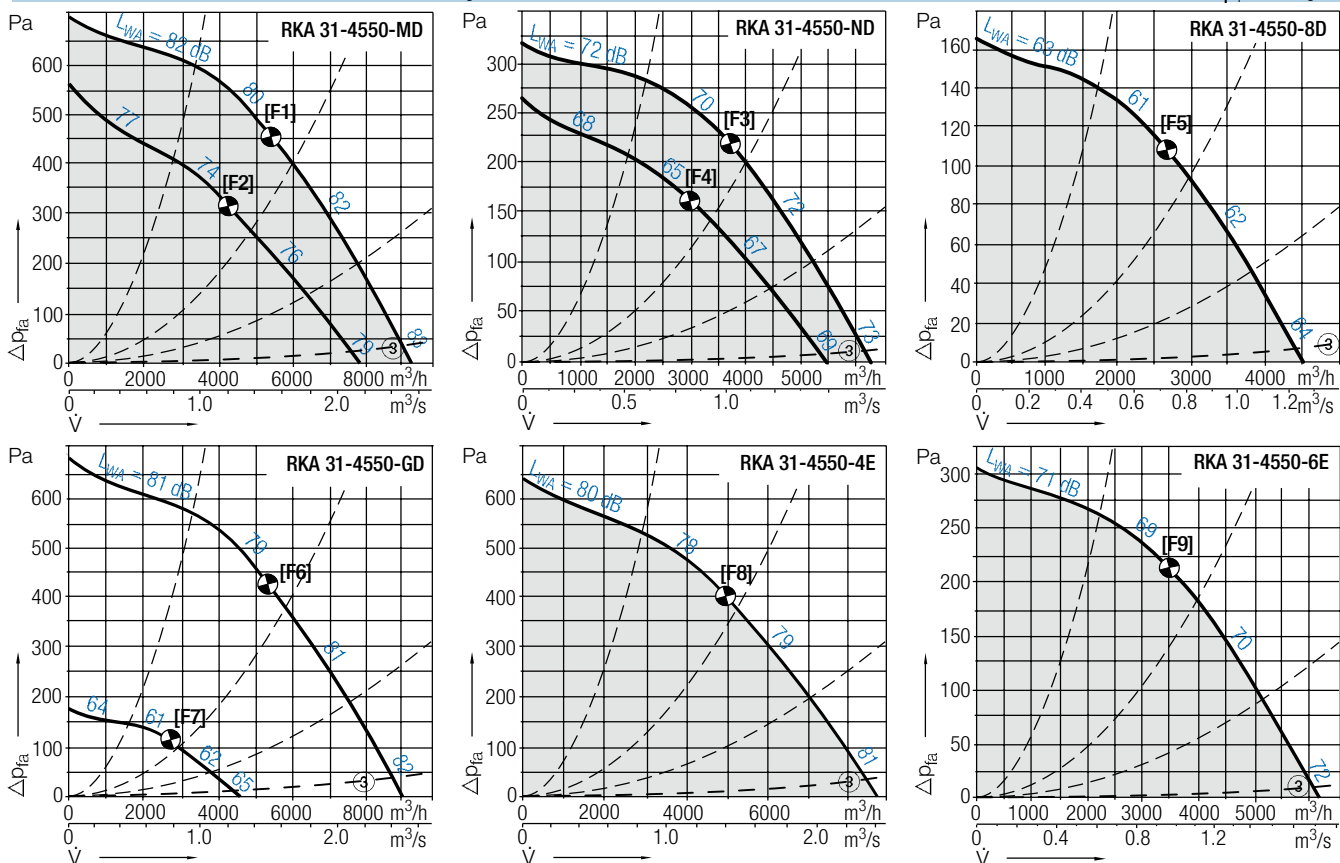 Pa
RKA 31-4550-MD
LWA = 82 dB
600
500
400
300
200
100
0
80
[F1]
77
74
[F2]
82
76
79
83
3
Δpfa
0 2000 4000 6000 8000 m³/h
0 1.0 2.0 m³/s
V̇
Pa
RKA 31-4550-ND
LWA = 72 dB
300
250
200
150
100
50
0
70
[F3]
68
65
[F4]
72
67
69
73
3
Δpfa
0 1000 2000 3000 4000 5000 m³/h
0 0.5 1.0 m³/s
V̇
Pa
RKA 31-4550-8D
LWA = 63 dB
160
140
120
100
80
60
40
20
0
61
[F5]
62
64
3
Δpfa
0 1000 2000 3000 4000 m³/h
0 0.2 0.4 0.6 0.8 1.0 1.2 m³/s
V̇
Pa
RKA 31-4550-GD
LWA = 81 dB
600
500
400
300
200
100
0
79
[F6]
81
64
61
[F7]
62
65
82
3
Δpfa
0 2000 4000 6000 8000 m³/h
0 1.0 2.0 m³/s
V̇
Pa
RKA 31-4550-4E
LWA = 80 dB
600
500
400
300
200
100
0
78
[F8]
79
81
3
Δpfa
0 2000 4000 6000 m³/h
0 1.0 2.0 m³/s
V̇
Pa
RKA 31-4550-6E
LWA = 71 dB
300
250
200
150
100
50
0
69
[F9]
70
72
3
Δpfa
0 1000 2000 3000 4000 5000 m³/h
0 0.4 0.8 1.2 m³/s
V̇